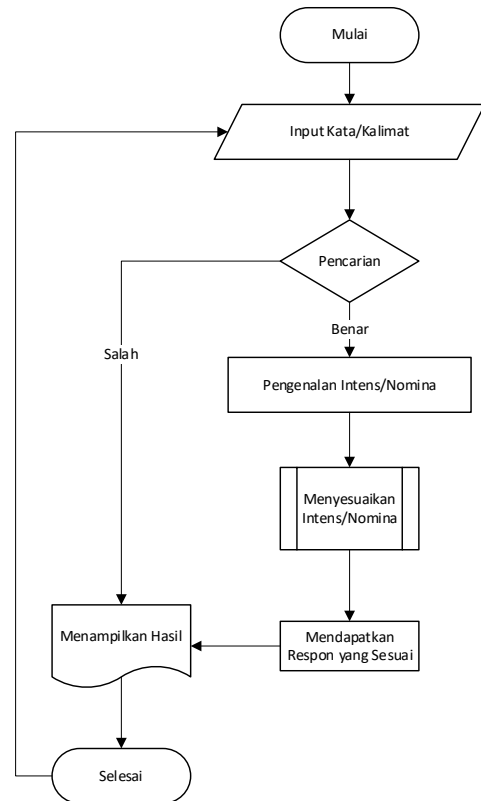 Mulai
Input Kata/Kalimat
Pencarian
Benar
Salah
Pengenalan Intens/Nomina
Menyesuaikan
Intens/Nomina
Mendapatkan
Respon yang Sesuai
Menampilkan Hasil
Selesai